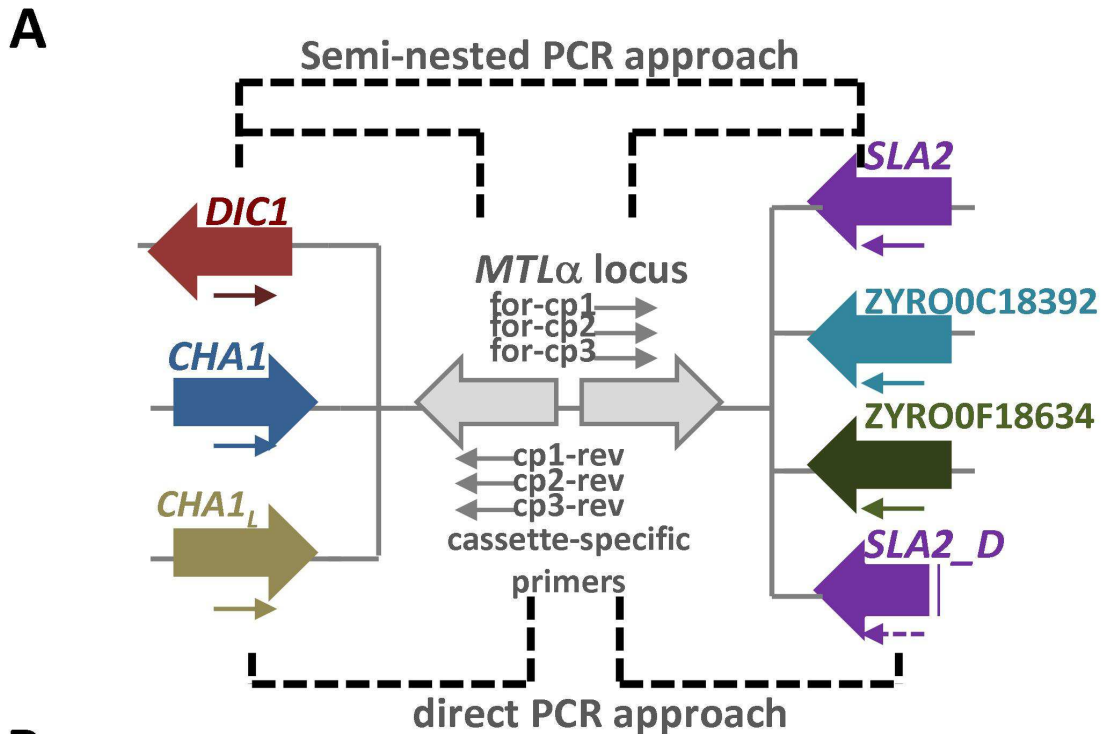 A
Semi-nested PCR approach
SLA2
DIC1
MTLα locus
for-cp1
ZYRO0C18392
for-cp2
for-cp3
CHA1
ZYRO0F18634
cp1-rev
cp2-rev
cp3-rev
CHA1L
cassette-specific
SLA2_D
primers
direct PCR approach